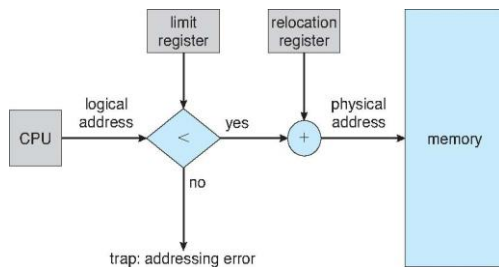 limit
register
relocation
register
logical
address
physical
address
CPU
<
yes
+
memory
no
trap: addressing error